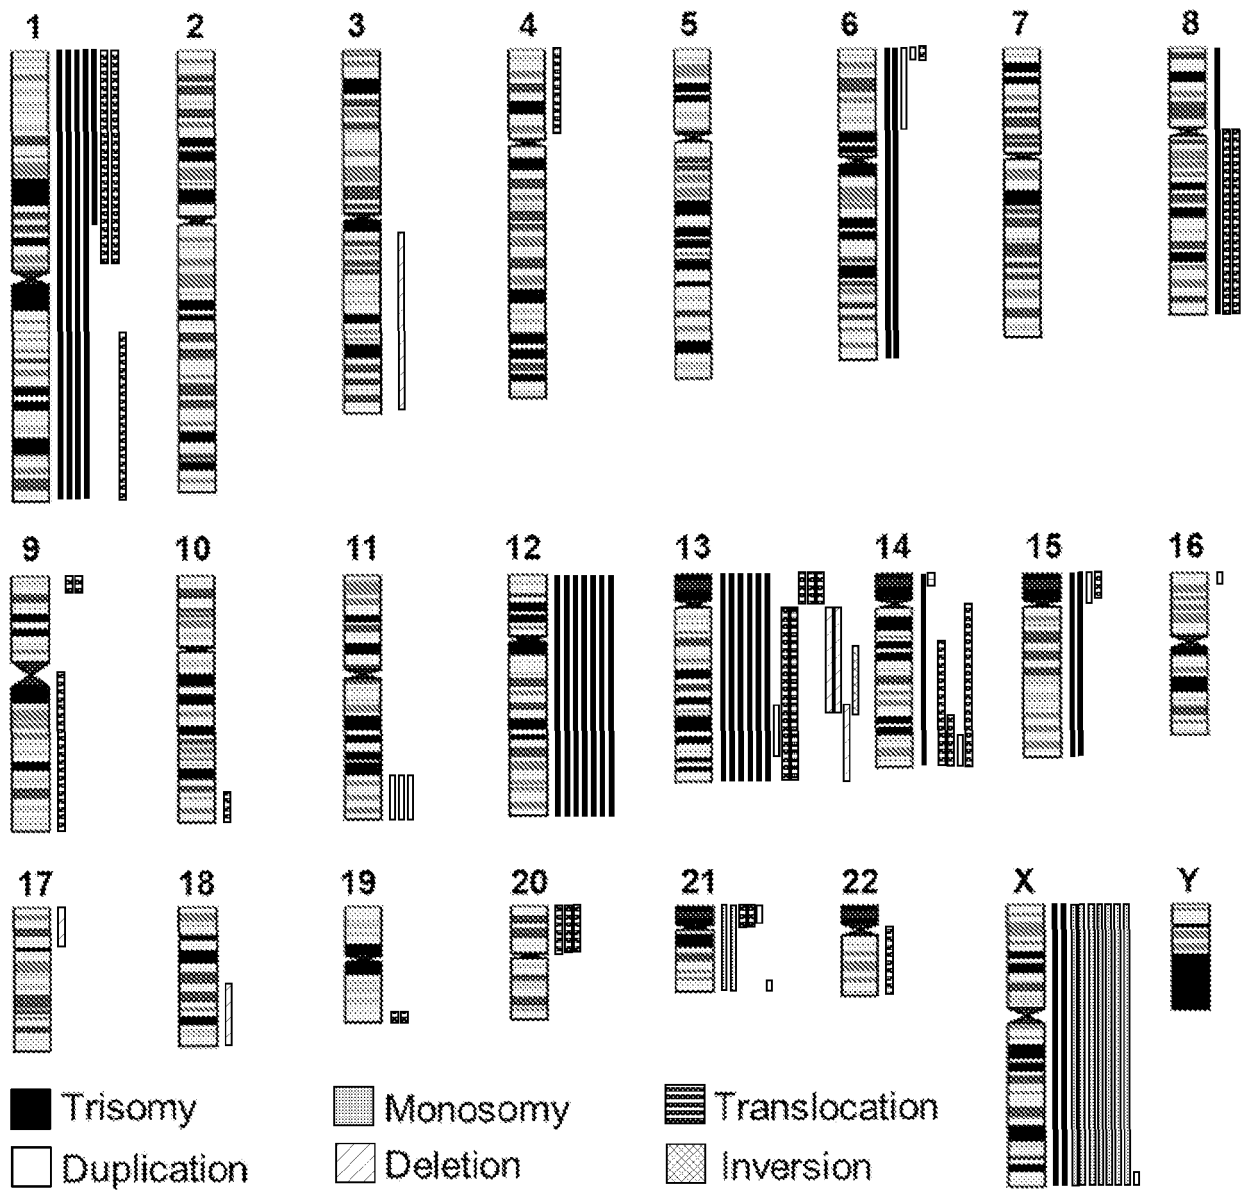 1 2 3 4 5 6 7 8
9 10 11 12 13 14 15 16
17 18 19 20 21 22 X Y
Trisomy Monosomy Translocation
Duplication Deletion Inversion